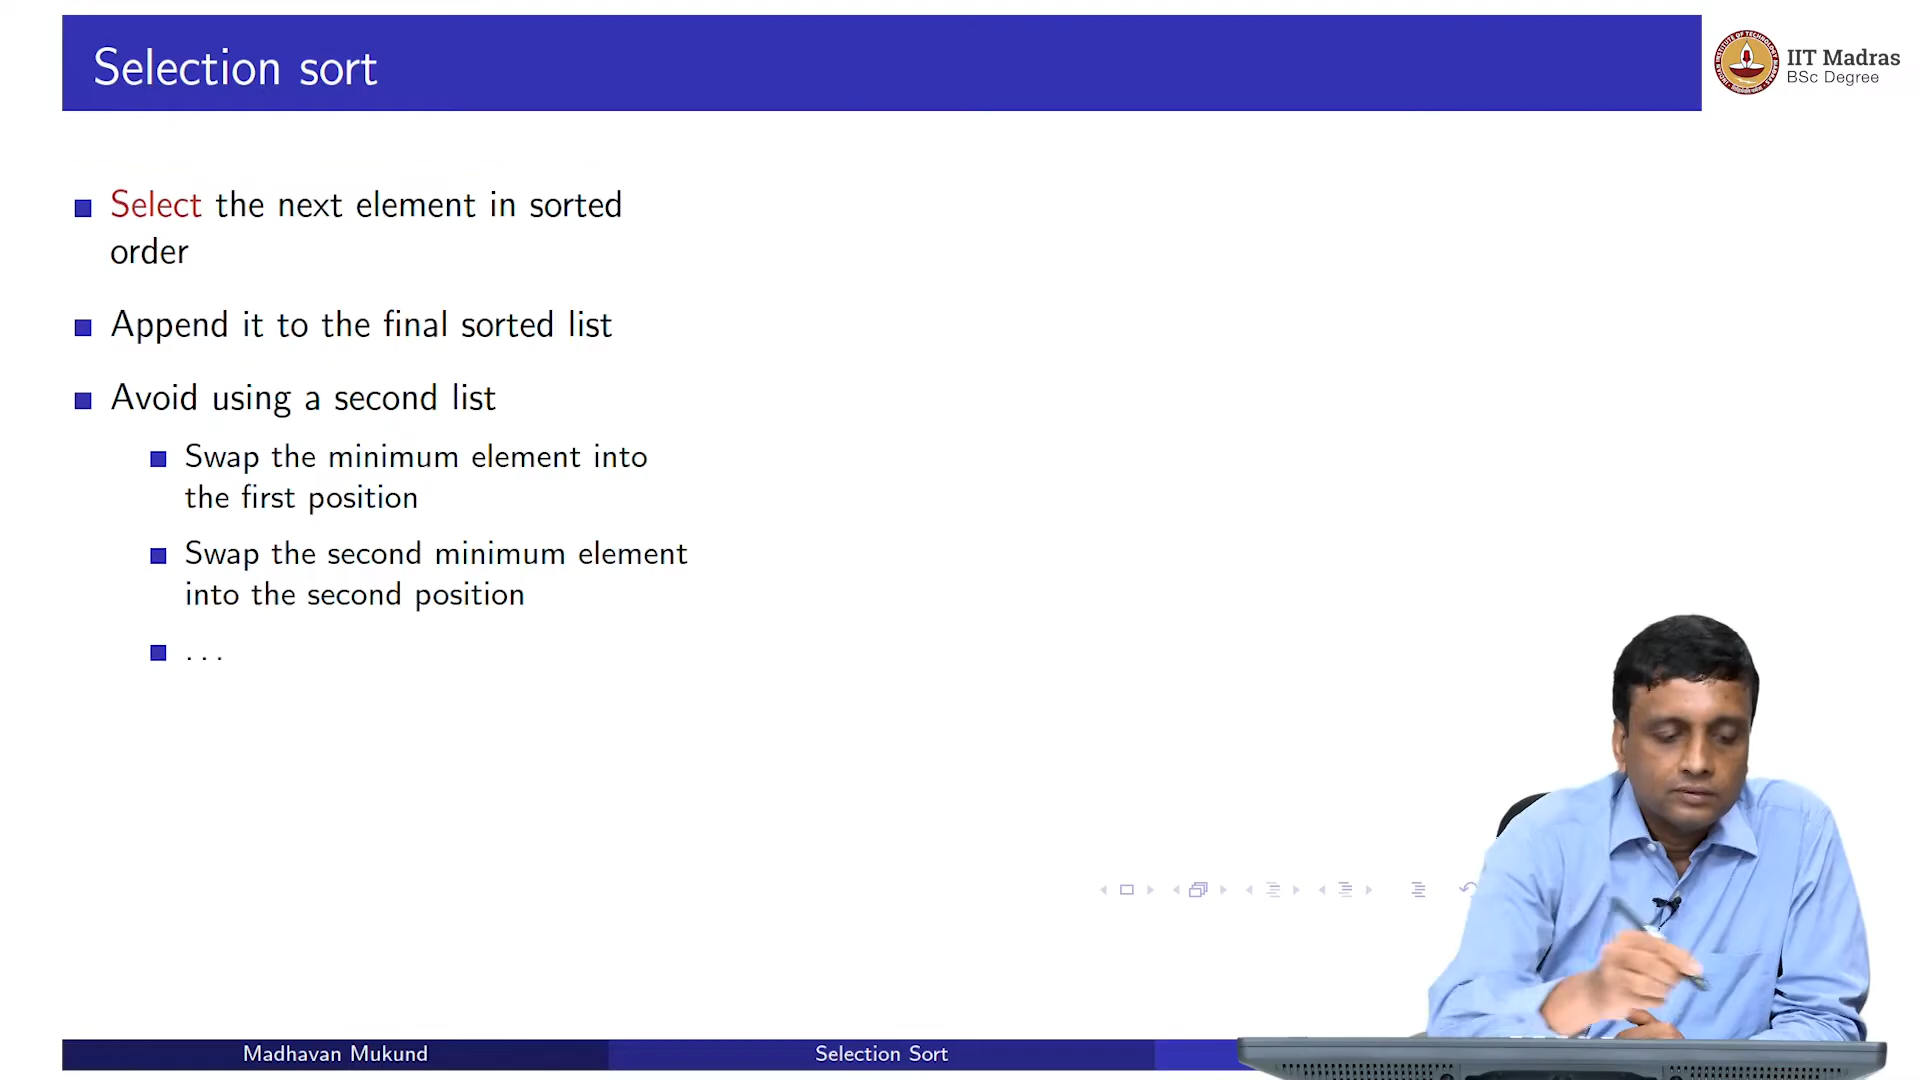 Selection sort
IIT Madras
BSc Degree
Select the next element in sorted
order
Append it to the final sorted list
Avoid using a second list
Swap the minimum element into
the first position
Swap the second minimum element
into the second position
...
Madhavan Mukund
Selection Sort